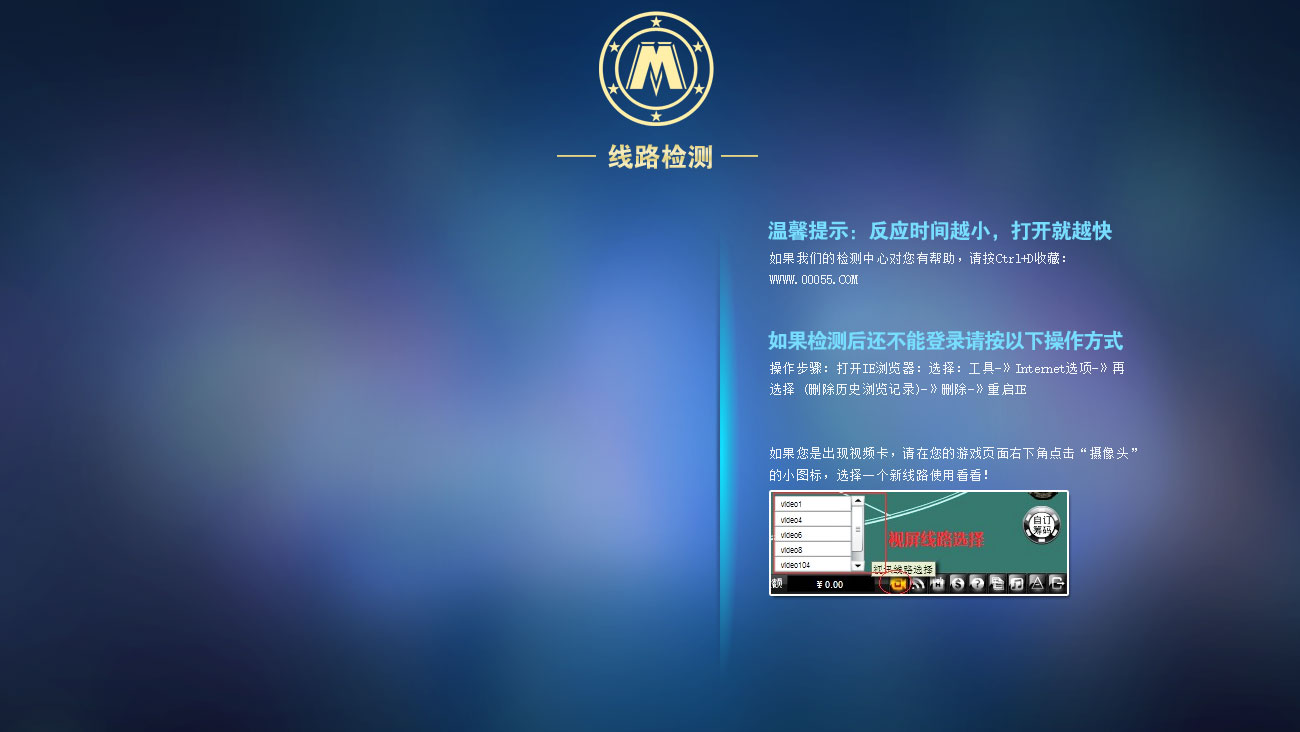 M
线路检测
温馨提示：反应时间越小，打开就越快
如果我们的检测中心对您有帮助，请按Ctrl+D收藏：
WWW.00055.COM
如果检测后还不能登录请按以下操作方式
操作步骤：打开IE浏览器：选择：工具-》Internet选项-》再
选择 (删除历史浏览记录)-》删除-》重启IE
如果您是出现视频卡，请在您的游戏页面右下角点击“摄像头”
的小图标，选择一个新线路使用看看！
video1
video4
video6
video8
video104
自订
筹码
视屏线路选择
视讯线路选择
额
¥ 0.00